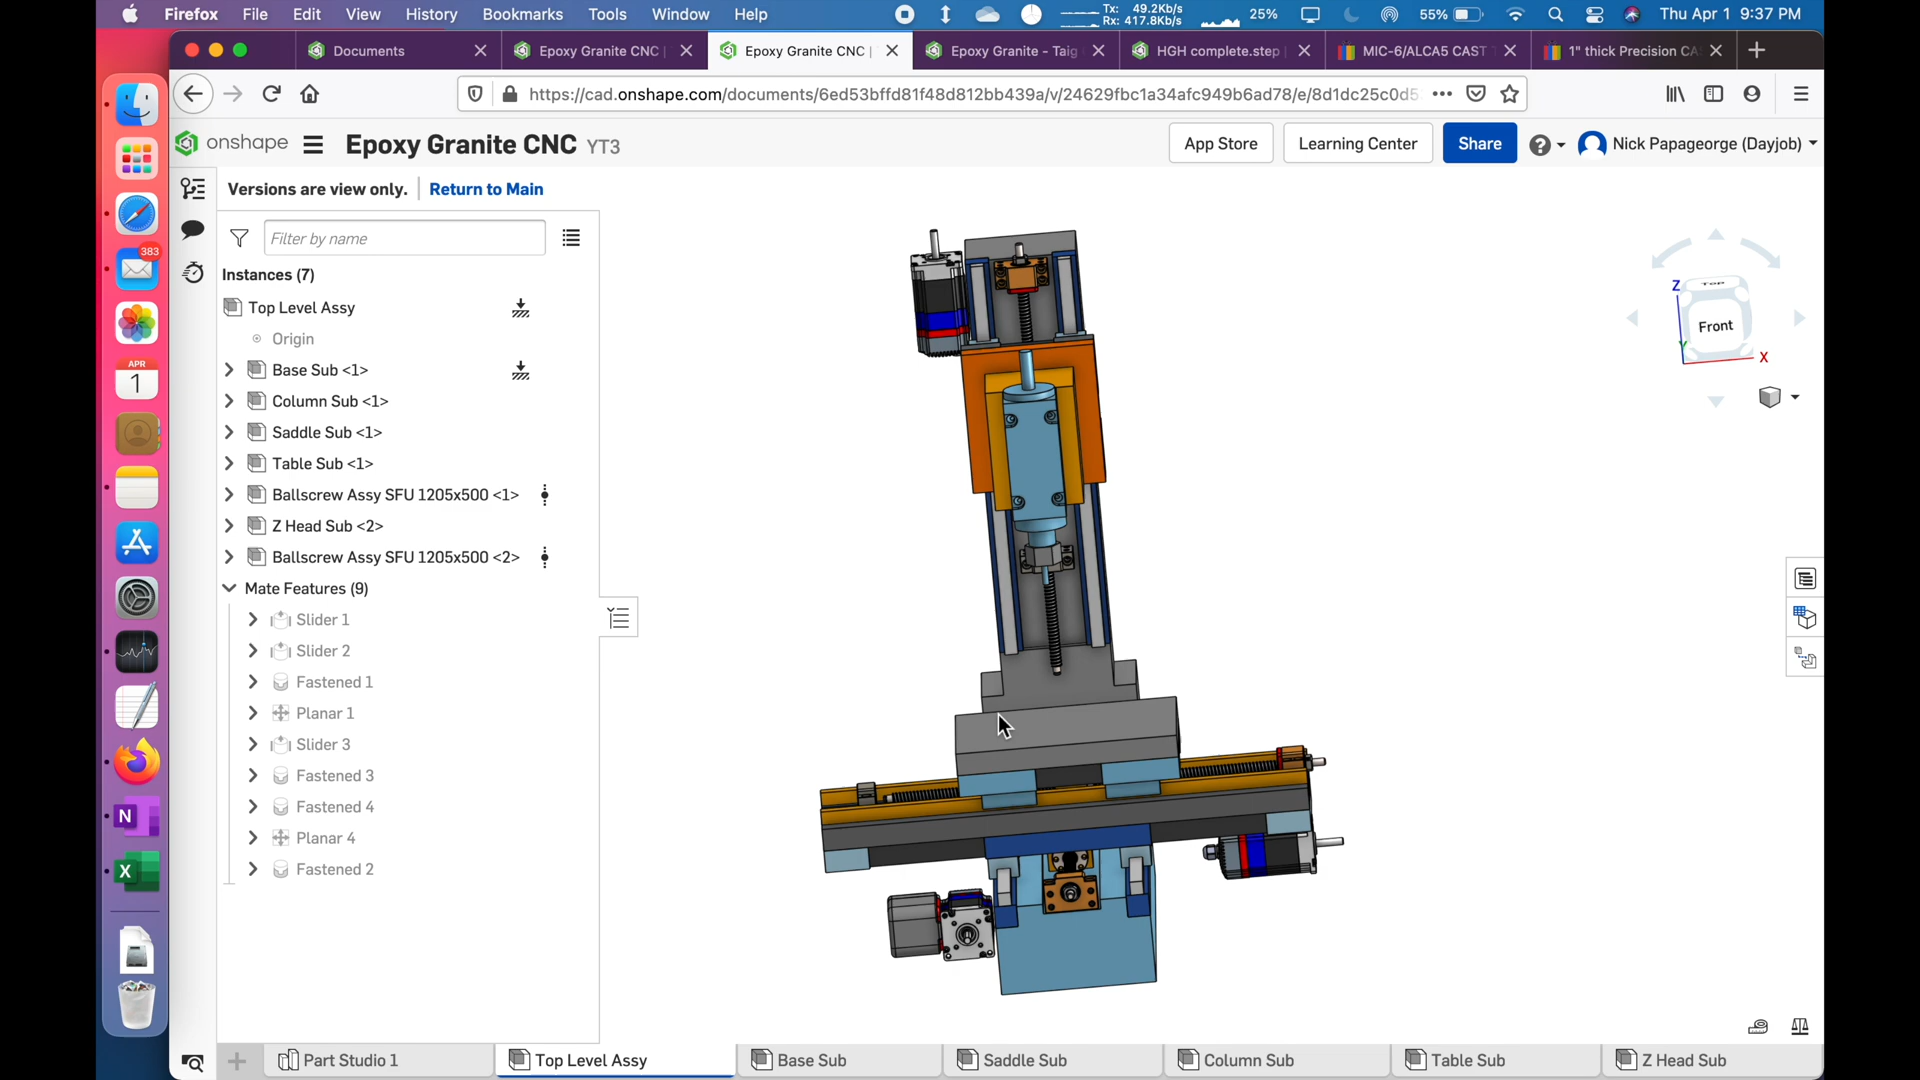 Firefox File Edit View History Bookmarks Tools Window Help
Tx: 49.2Kb/s
Rx: 417.8Kb/s
25%
55%
Thu Apr 1 9:37 PM
Documents
Epoxy Granite CNC |
Epoxy Granite CNC |
Epoxy Granite - Taig
HGH complete.step |
MIC-6/ALCA5 CAST
1" thick Precision CA
https://cad.onshape.com/documents/6ed53bffd81f48d812bb439a/v/24629fbc1a34afc949b6ad78/e/8d1dc25c0d5
onshape
Epoxy Granite CNC YT3
App Store
Learning Center
Share
Nick Papageorge (Dayjob)
Versions are view only. Return to Main
Filter by name
Instances (7)
Top Level Assy
Origin
Base Sub <1>
Column Sub <1>
Saddle Sub <1>
Table Sub <1>
Ballscrew Assy SFU 1205x500 <1>
Z Head Sub <2>
Ballscrew Assy SFU 1205x500 <2>
Mate Features (9)
Slider 1
Slider 2
Fastened 1
Planar 1
Slider 3
Fastened 3
Fastened 4
Planar 4
Fastened 2
383
APR
1
N
X
Top
Front
Z
Y
X
Part Studio 1
Top Level Assy
Base Sub
Saddle Sub
Column Sub
Table Sub
Z Head Sub